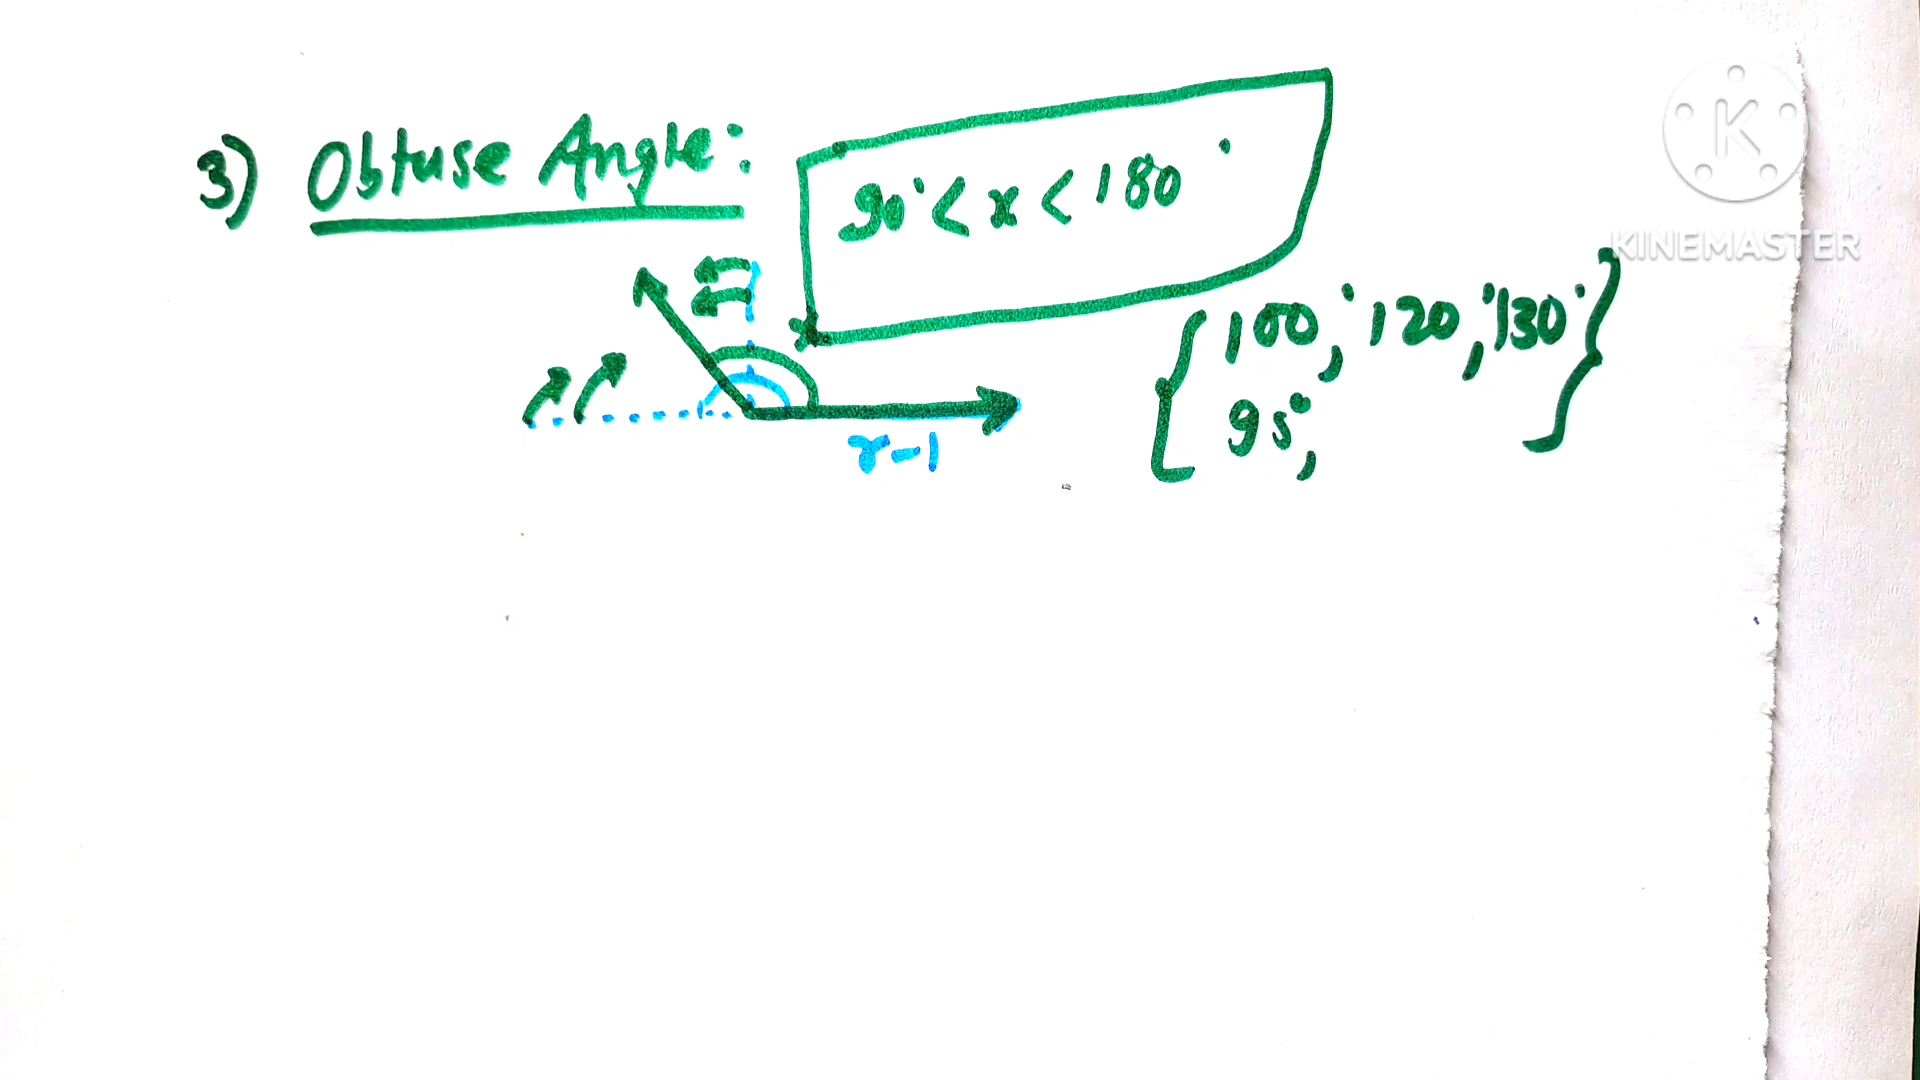 3) Obtuse Angle:
90° < x < 180°
{ 100,° 120,° 130° }
95°,
r-1
K
KINEMASTER